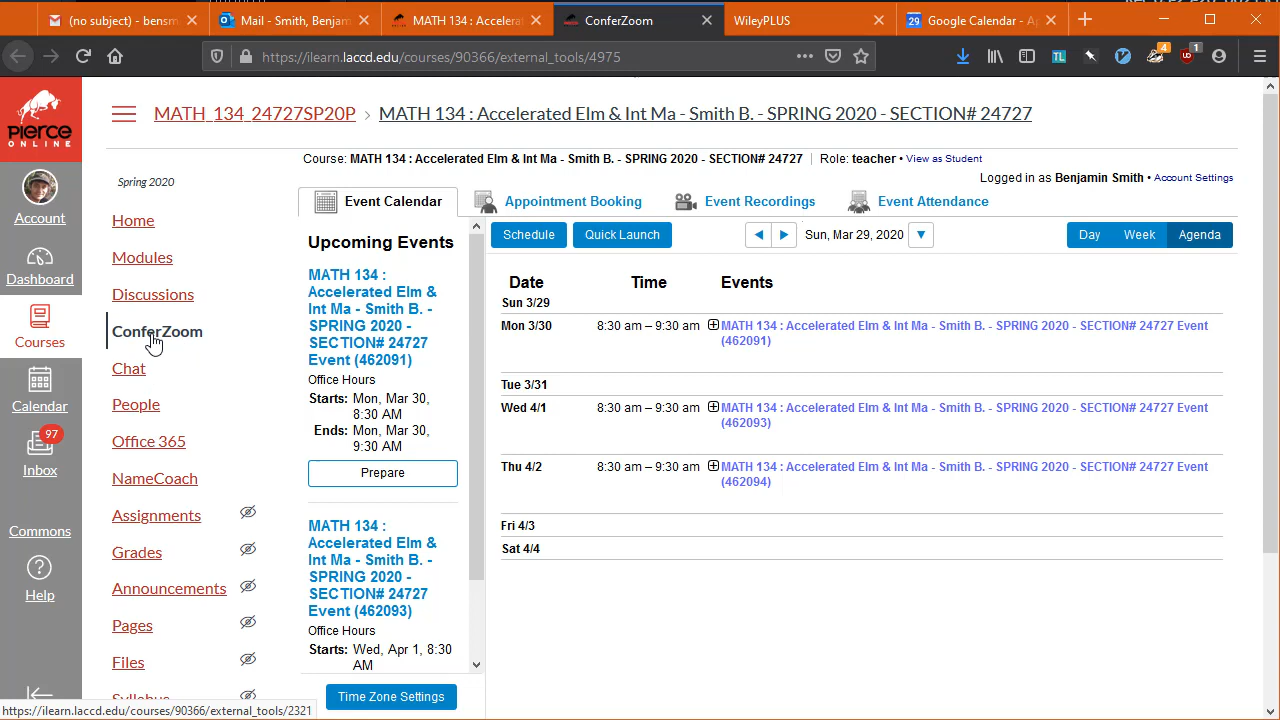 (no subject) - bensm
Mail - Smith, Benjam
MATH 134 : Accelera
ConferZoom
WileyPLUS
29
Google Calendar - Ap
https://ilearn.laccd.edu/courses/90366/external_tools/4975
TL
4
1
PIERCE
ONLINE
MATH_134_24727SP20P › MATH 134 : Accelerated Elm & Int Ma - Smith B. - SPRING 2020 - SECTION# 24727
Course: MATH 134 : Accelerated Elm & Int Ma - Smith B. - SPRING 2020 - SECTION# 24727 | Role: teacher • View as Student
Logged in as Benjamin Smith • Account Settings
Account
Dashboard
Courses
Calendar
97
Inbox
Commons
Help
Spring 2020
Home
Modules
Discussions
ConferZoom
Chat
People
Office 365
NameCoach
Assignments
Grades
Announcements
Pages
Files
Syllabus
Event Calendar
Appointment Booking
Event Recordings
Event Attendance
Upcoming Events
MATH 134 :
Accelerated Elm &
Int Ma - Smith B. -
SPRING 2020 -
SECTION# 24727
Event (462091)
Office Hours
Starts: Mon, Mar 30,
8:30 AM
Ends: Mon, Mar 30,
9:30 AM
Prepare
MATH 134 :
Accelerated Elm &
Int Ma - Smith B. -
SPRING 2020 -
SECTION# 24727
Event (462093)
Office Hours
Starts: Wed, Apr 1, 8:30
AM
Time Zone Settings
Schedule
Quick Launch
Sun, Mar 29, 2020
Day
Week
Agenda
Date Time Events
Sun 3/29
Mon 3/30 8:30 am – 9:30 am MATH 134 : Accelerated Elm & Int Ma - Smith B. - SPRING 2020 - SECTION# 24727 Event
(462091)
Tue 3/31
Wed 4/1 8:30 am – 9:30 am MATH 134 : Accelerated Elm & Int Ma - Smith B. - SPRING 2020 - SECTION# 24727 Event
(462093)
Thu 4/2 8:30 am – 9:30 am MATH 134 : Accelerated Elm & Int Ma - Smith B. - SPRING 2020 - SECTION# 24727 Event
(462094)
Fri 4/3
Sat 4/4
https://ilearn.laccd.edu/courses/90366/external_tools/2321